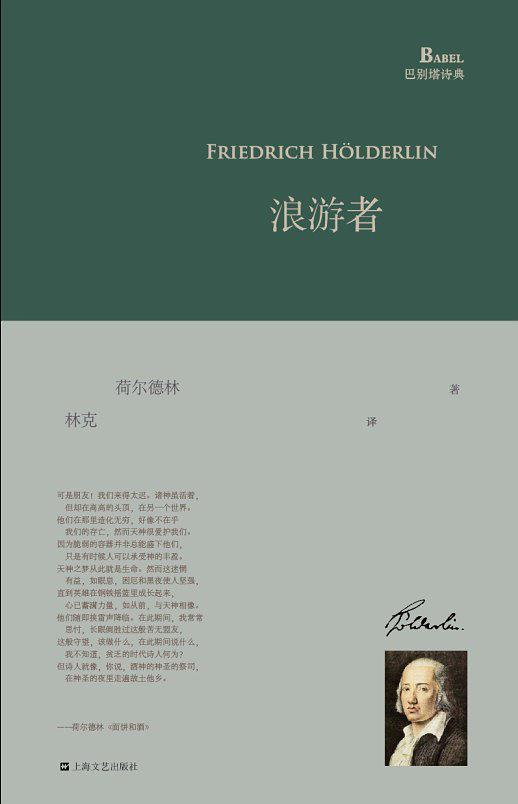 BABEL
巴别塔诗典
FRIEDRICH HÖLDERLIN
浪游者
荷尔德林 著
林克 译
可是朋友！我们来得太迟。诸神虽活着，
但却在高高的头顶，在另一个世界。
他们在那里造化无穷，好像不在乎
我们的存亡，然而天神很爱护我们。
因为脆弱的容器并非总能盛下他们，
只是有时候人可以承受神的丰盈。
天神之梦从此就是生命。然而这迷惘
有益，如眠息，困厄和黑夜使人坚强，
直到英雄在钢铁摇篮里成长起来，
心已蓄满力量，如从前，与天神相像。
他们随即挟雷声降临。在此期间，我常常
思忖，长眠倘胜过这般苦无盟友，
这般守望，该做什么，在此期间说什么，
我不知道，贫乏的时代诗人何为？
但诗人就像，你说，酒神的神圣的祭司，
在神圣的夜里走遍故土他乡。
——荷尔德林《面饼和酒》
Hölderlin.
上海文艺出版社